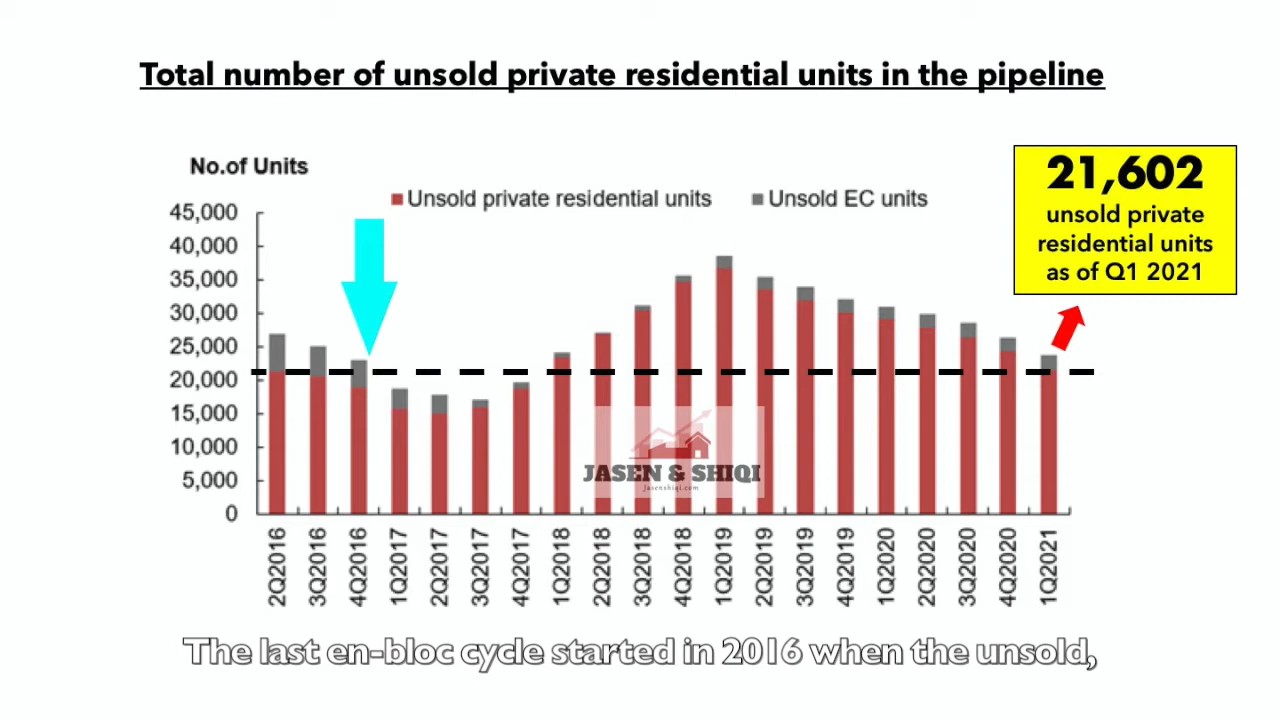 Total number of unsold private residential units in the pipeline
No.of Units
Unsold private residential units
Unsold EC units
21,602
unsold private
residential units
as of Q1 2021
45,000
40,000
35,000
30,000
25,000
20,000
15,000
10,000
5,000
0
JASEN & SHIQI
Jasenshiqi.com
2Q2016
3Q2016
4Q2016
1Q2017
2Q2017
3Q2017
4Q2017
1Q2018
2Q2018
3Q2018
4Q2018
1Q2019
2Q2019
3Q2019
4Q2019
1Q2020
2Q2020
3Q2020
4Q2020
1Q2021
The last en-bloc cycle started in 2016 when the unsold,